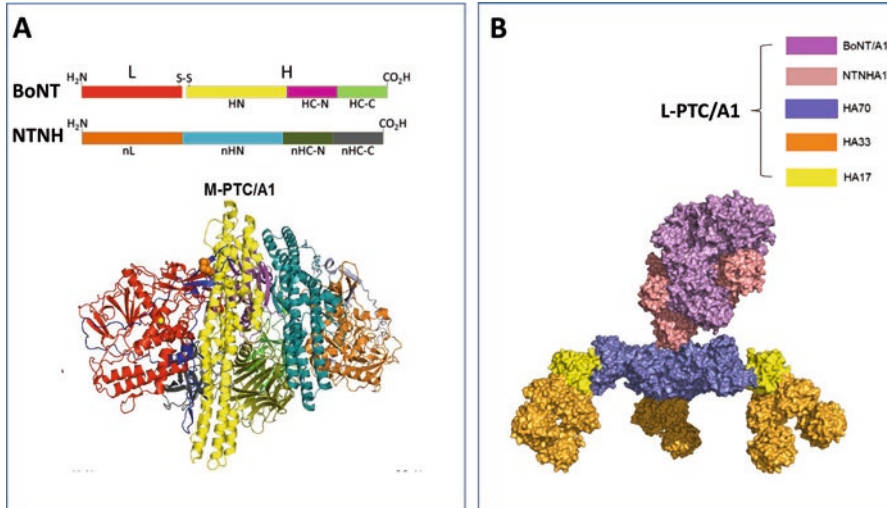 A
H₂N L S-S H CO₂H
BoNT
HN HC-N HC-C
H₂N CO₂H
NTNH
nL nHN nHC-N nHC-C
M-PTC/A1
B
BoNT/A1
NTNHA1
L-PTC/A1
HA70
HA33
HA17